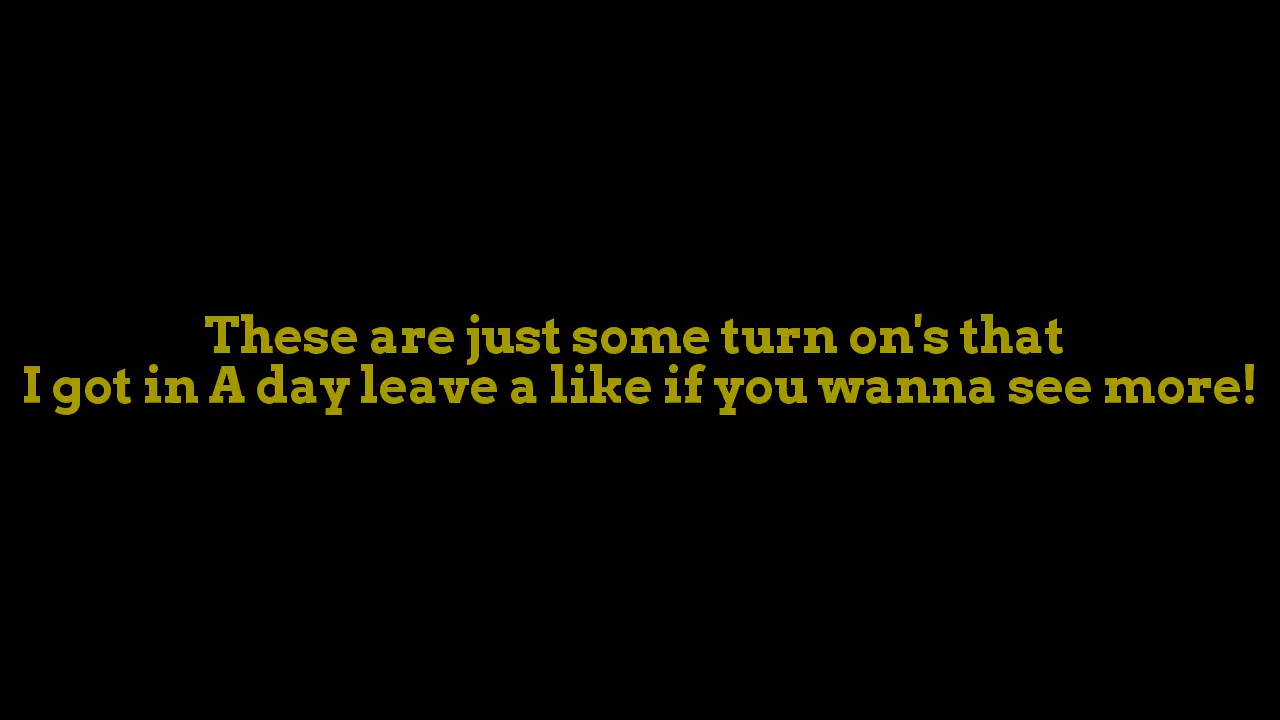 These are just some turn on's that
I got in A day leave a like if you wanna see more!